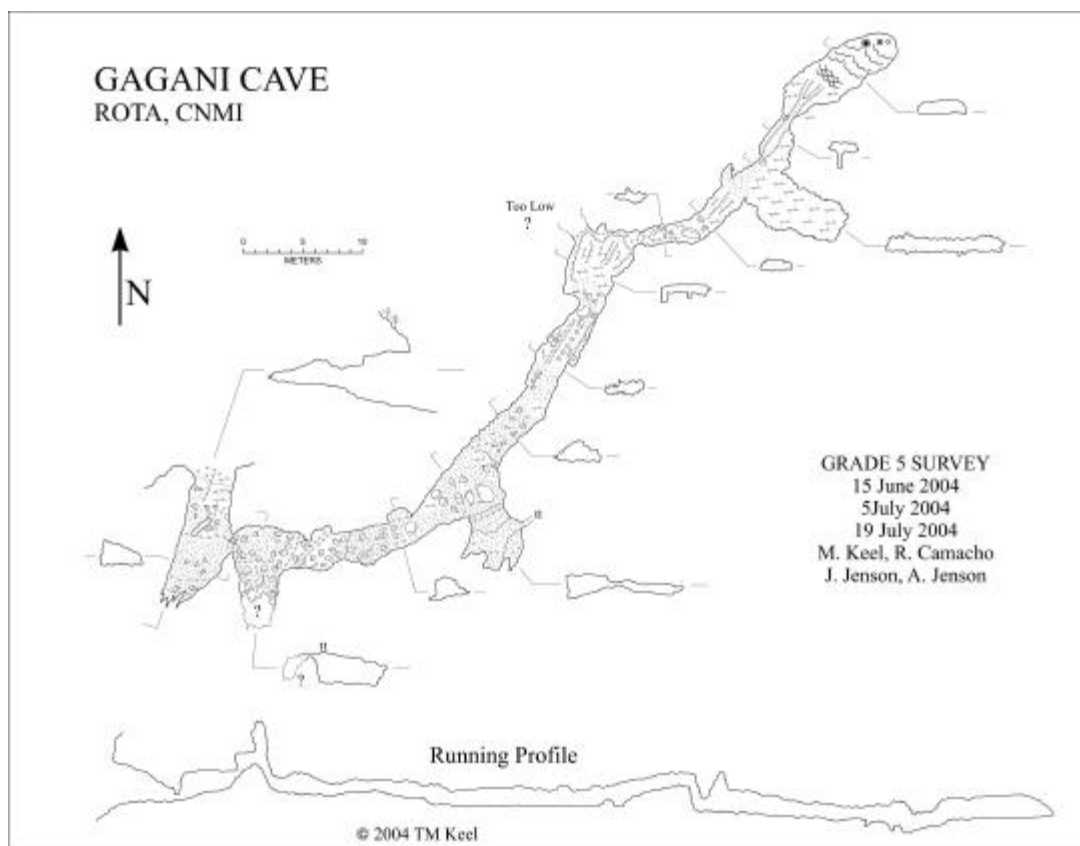 GAGANI CAVE
ROTA, CNMI
Too Low
?
0 5 10
METERS
N
GRADE 5 SURVEY
15 June 2004
5July 2004
19 July 2004
M. Keel, R. Camacho
J. Jenson, A. Jenson
?
?
Running Profile
© 2004 TM Keel